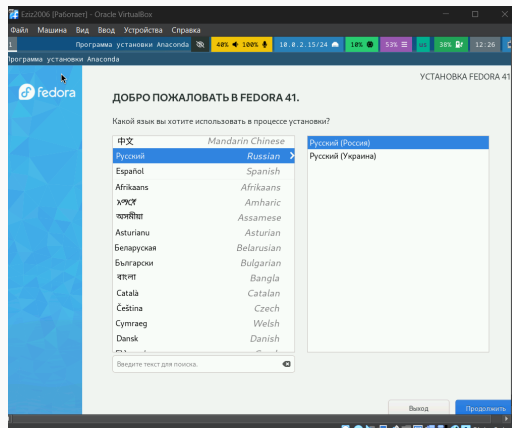 Eziz2006 [Работает] - Oracle VirtualBox
Файл Машина Вид Ввод Устройства Справка
1 Программа установки Anaconda 40% 100% 10.0.2.15/24 18% 53% us 38% 12:26
Программа установки Anaconda
fedora
УСТАНОВКА FEDORA 41
ДОБРО ПОЖАЛОВАТЬ В FEDORA 41.
Какой язык вы хотите использовать в процессе установки?
中文 Mandarin Chinese
Русский Russian
Español Spanish
Afrikaans Afrikaans
አማርኛ Amharic
অসমীয়া Assamese
Asturianu Asturian
Беларуская Belarusian
Български Bulgarian
বাংলা Bangla
Català Catalan
Čeština Czech
Cymraeg Welsh
Dansk Danish
Русский (Россия)
Русский (Украина)
Введите текст для поиска.
Выход Продолжить